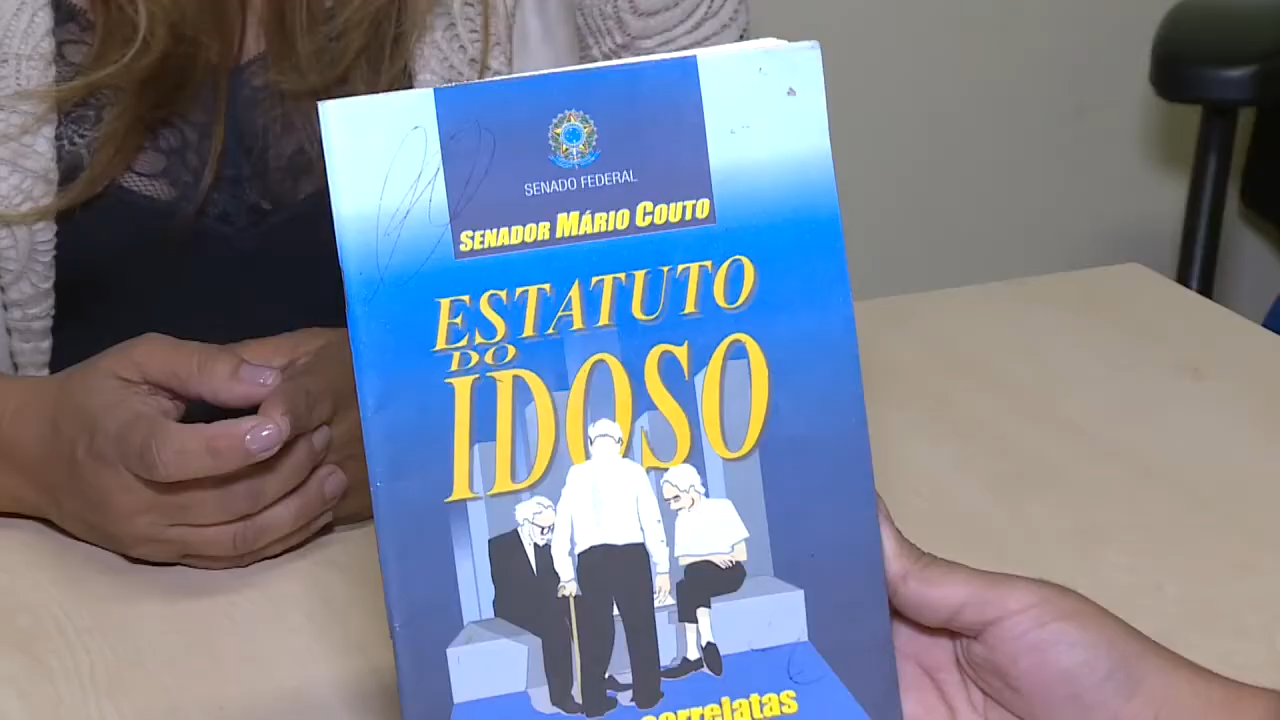 SENADO FEDERAL
SENADOR MÁRIO COUTO
ESTATUTO
DO
IDOSO
correlatas